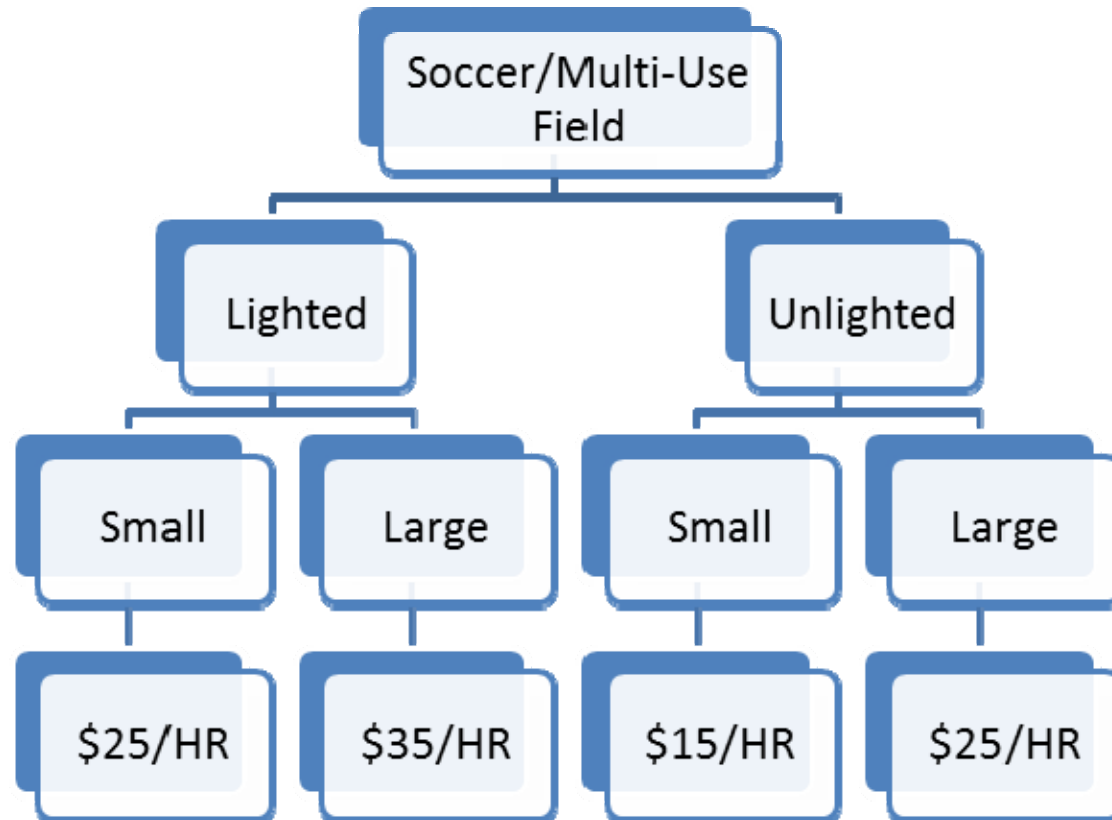 Soccer/Multi-Use
Field
Lighted
Unlighted
Small
Large
Small
Large
$25/HR
$35/HR
$15/HR
$25/HR